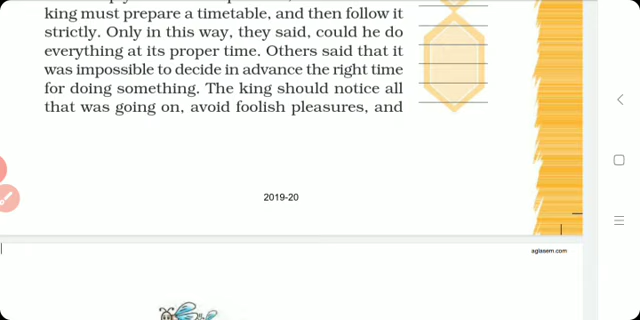 king must prepare a timetable, and then follow it
strictly. Only in this way, they said, could he do
everything at its proper time. Others said that it
was impossible to decide in advance the right time
for doing something. The king should notice all
that was going on, avoid foolish pleasures, and
2019-20
aglasem.com